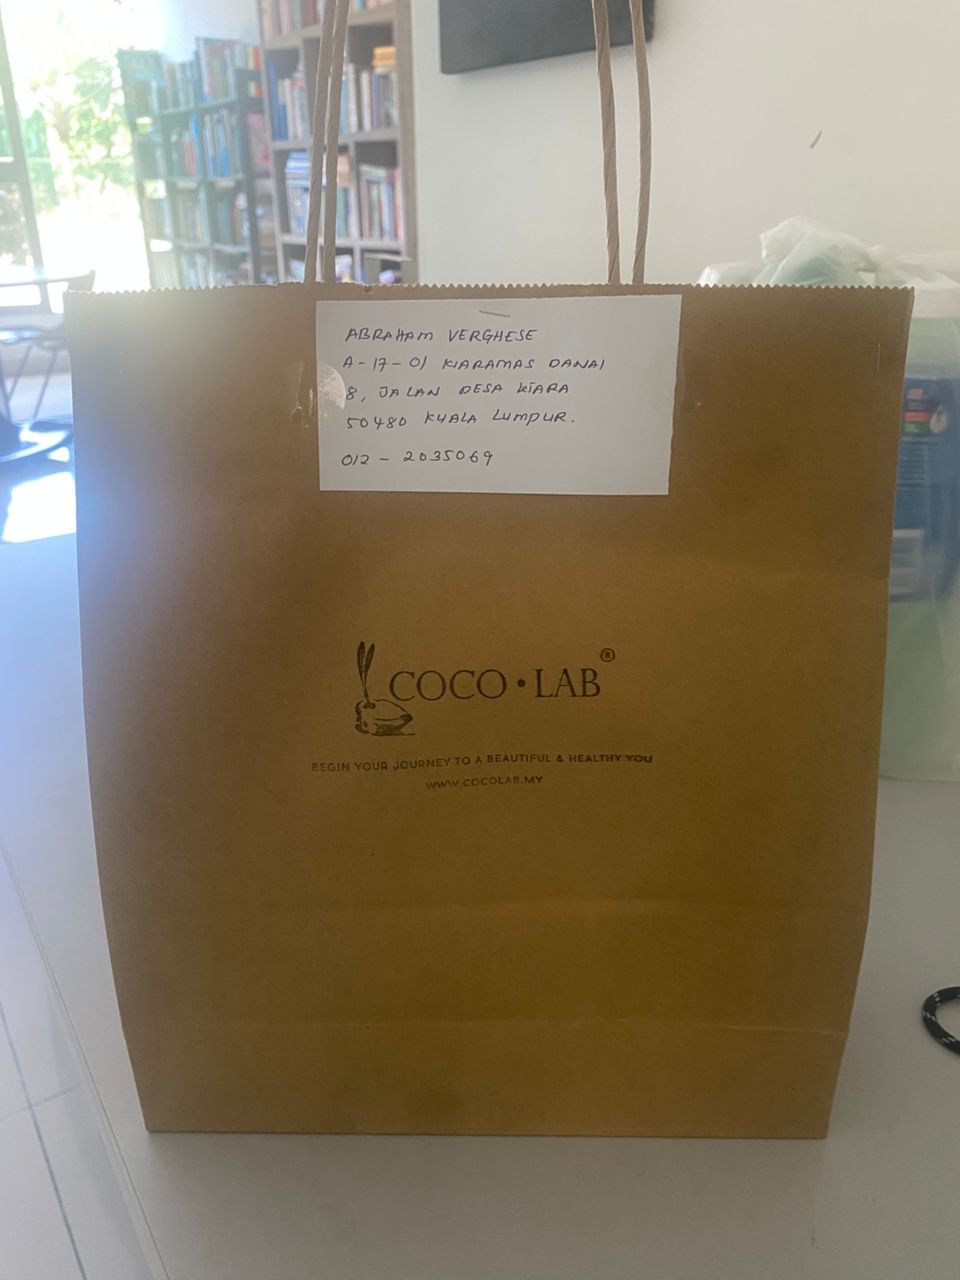 ABRAHAM VERGHESE
A-17-01 KIARAMAS DANAI
8, JALAN DESA KIARA
50480 KUALA LUMPUR.
012 - 2035069
COCO • LAB®
BEGIN YOUR JOURNEY TO A BEAUTIFUL & HEALTHY YOU
WWW.COCOLAB.MY